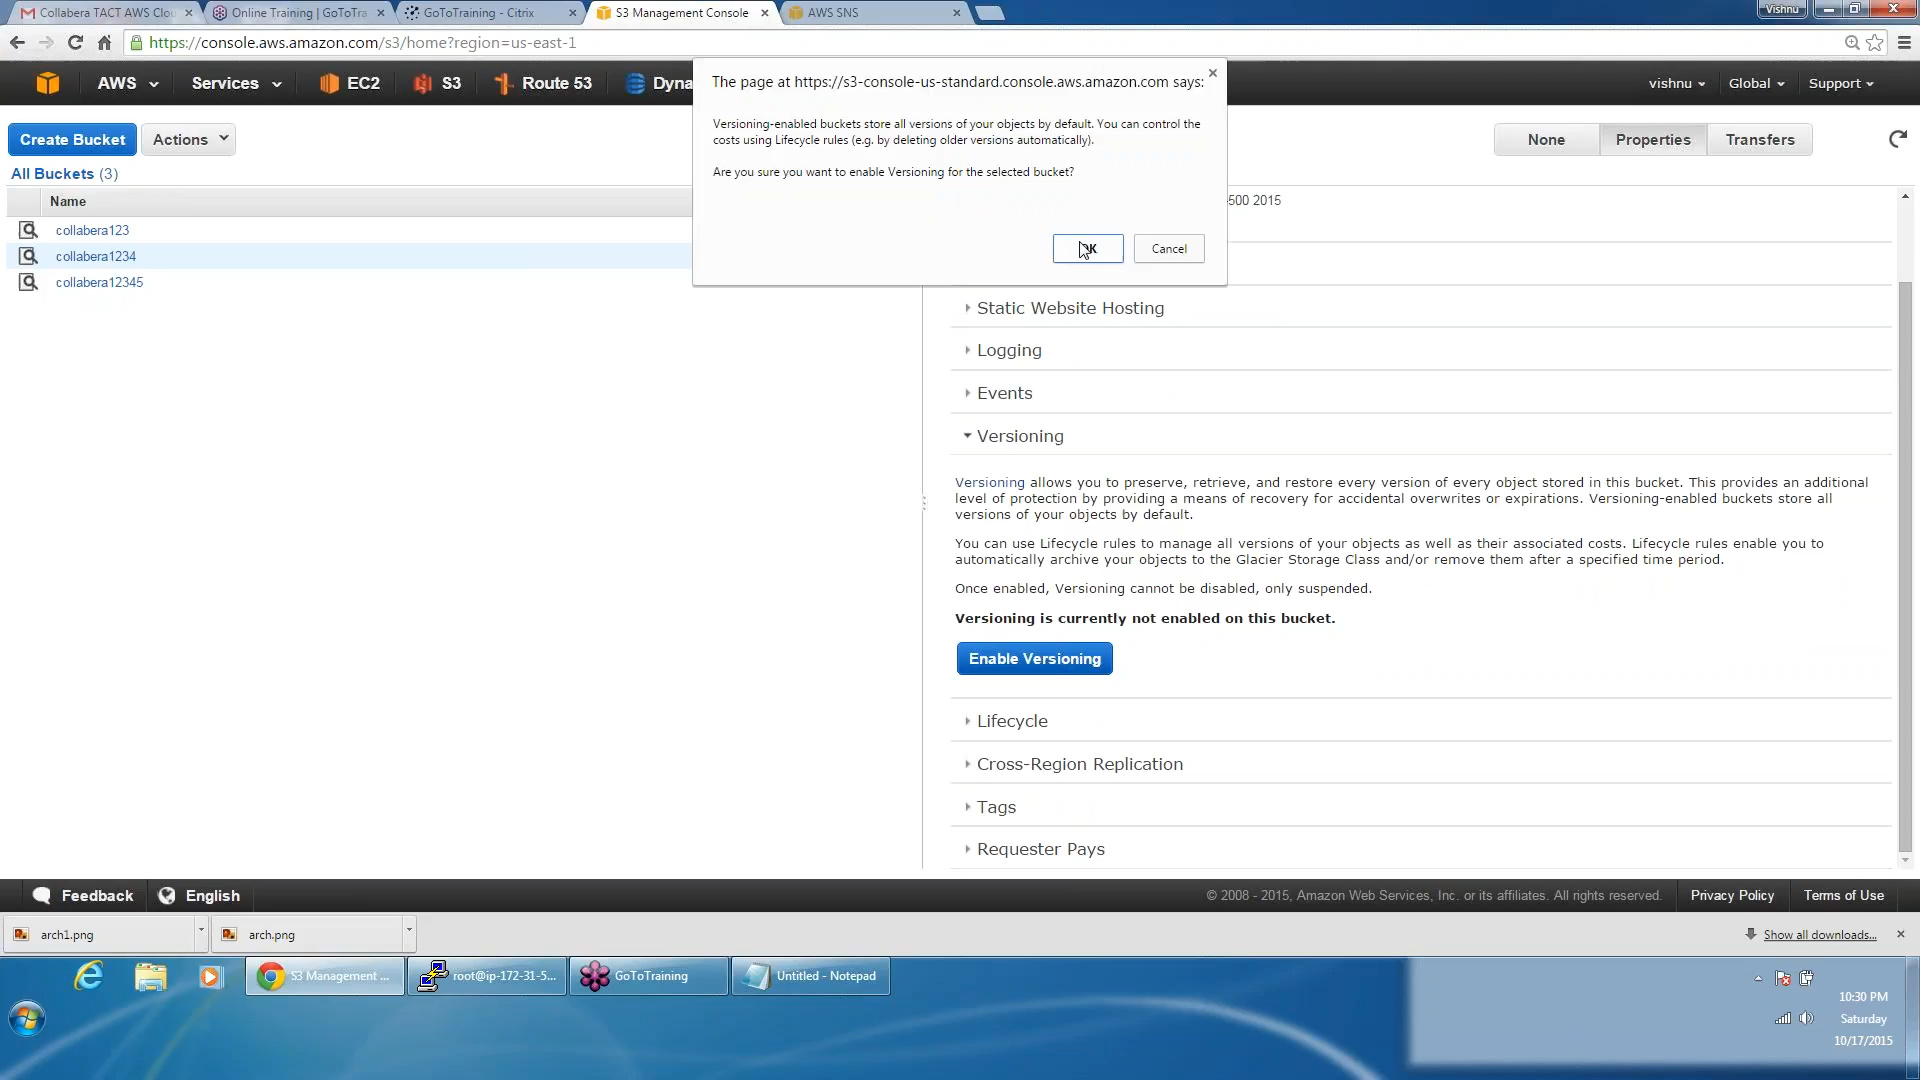 Collabera TACT AWS Clou
Online Training | GoToTra
GoToTraining - Citrix
S3 Management Console
AWS SNS
Vishnu
https://console.aws.amazon.com/s3/home?region=us-east-1
AWS
Services
EC2
S3
Route 53
Dyna
vishnu
Global
Support
The page at https://s3-console-us-standard.console.aws.amazon.com says:
Versioning-enabled buckets store all versions of your objects by default. You can control the
costs using Lifecycle rules (e.g. by deleting older versions automatically).
Are you sure you want to enable Versioning for the selected bucket?
OK
Cancel
Create Bucket
Actions
None
Properties
Transfers
All Buckets (3)
Name
500 2015
collabera123
collabera1234
collabera12345
Static Website Hosting
Logging
Events
Versioning
Versioning allows you to preserve, retrieve, and restore every version of every object stored in this bucket. This provides an additional
level of protection by providing a means of recovery for accidental overwrites or expirations. Versioning-enabled buckets store all
versions of your objects by default.
You can use Lifecycle rules to manage all versions of your objects as well as their associated costs. Lifecycle rules enable you to
automatically archive your objects to the Glacier Storage Class and/or remove them after a specified time period.
Once enabled, Versioning cannot be disabled, only suspended.
Versioning is currently not enabled on this bucket.
Enable Versioning
Lifecycle
Cross-Region Replication
Tags
Requester Pays
Feedback
English
© 2008 - 2015, Amazon Web Services, Inc. or its affiliates. All rights reserved.
Privacy Policy
Terms of Use
arch1.png
arch.png
Show all downloads...
S3 Management ...
root@ip-172-31-5...
GoToTraining
Untitled - Notepad
10:30 PM
Saturday
10/17/2015